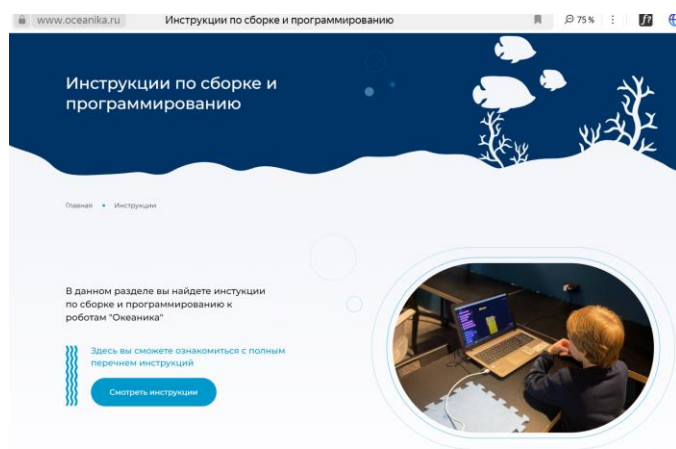 www.oceanika.ru Инструкции по сборке и программированию 75 %
Инструкции по сборке и
программированию
Главная • Инструкции
В данном разделе вы найдете инстукции
по сборке и программированию к
роботам "Океаника"
Здесь вы сможете ознакомиться с полным
перечнем инструкций
Смотреть инструкции